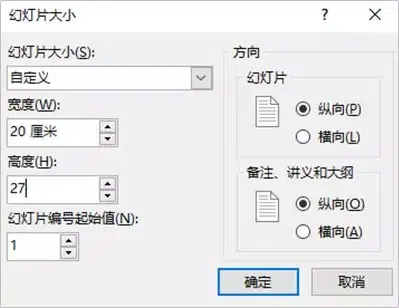 幻灯片大小
?
×
幻灯片大小(S):
自定义
宽度(W):
20 厘米
高度(H):
27
幻灯片编号起始值(N):
1
方向
幻灯片
纵向(P)
横向(L)
备注、讲义和大纲
纵向(O)
横向(A)
确定
取消